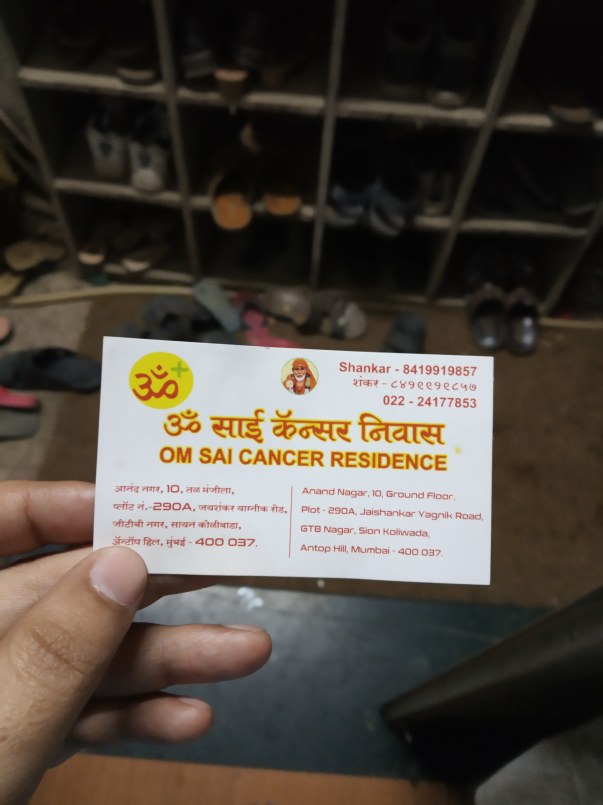 ॐ
Shankar - 8419919857
शंकर - ८४१९९१९८५७
022 - 24177853
ॐ साई कॅन्सर निवास
OM SAI CANCER RESIDENCE
आनंद नगर, 10, तळ मंजीला,
प्लॉट नं.-290A, जयशंकर याग्नीक रोड,
जीटीबी नगर, सायन कोळीवाडा,
ॲन्टॉप हिल, मुंबई - 400 037.
Anand Nagar, 10, Ground Floor,
Plot - 290A, Jaishankar Yagnik Road,
GTB Nagar, Sion Koliwada,
Antop Hill, Mumbai - 400 037.